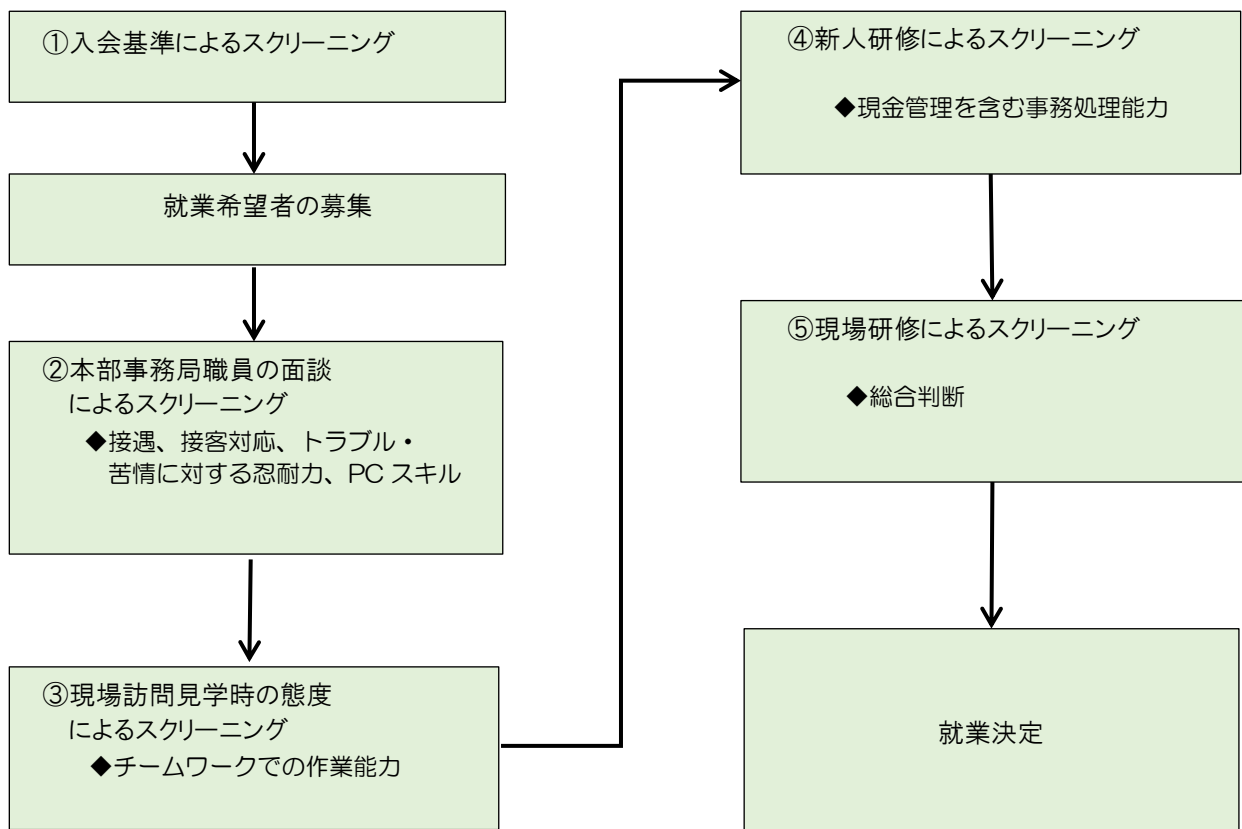 ①入会基準によるスクリーニング
就業希望者の募集
②本部事務局職員の面談
によるスクリーニング
◆接遇、接客対応、トラブル・
苦情に対する忍耐力、PC スキル
③現場訪問見学時の態度
によるスクリーニング
◆チームワークでの作業能力
④新人研修によるスクリーニング
◆現金管理を含む事務処理能力
⑤現場研修によるスクリーニング
◆総合判断
就業決定